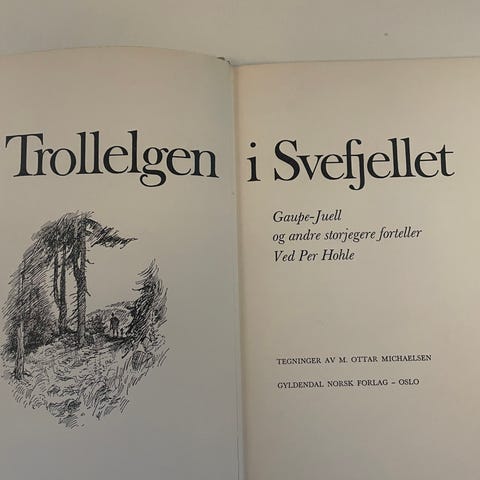 Trollelgen i Svefjellet
Gaupe-Juell
og andre storjegere forteller
Ved Per Hohle
TEGNINGER AV M. OTTAR MICHAELSEN
GYLDENDAL NORSK FORLAG – OSLO